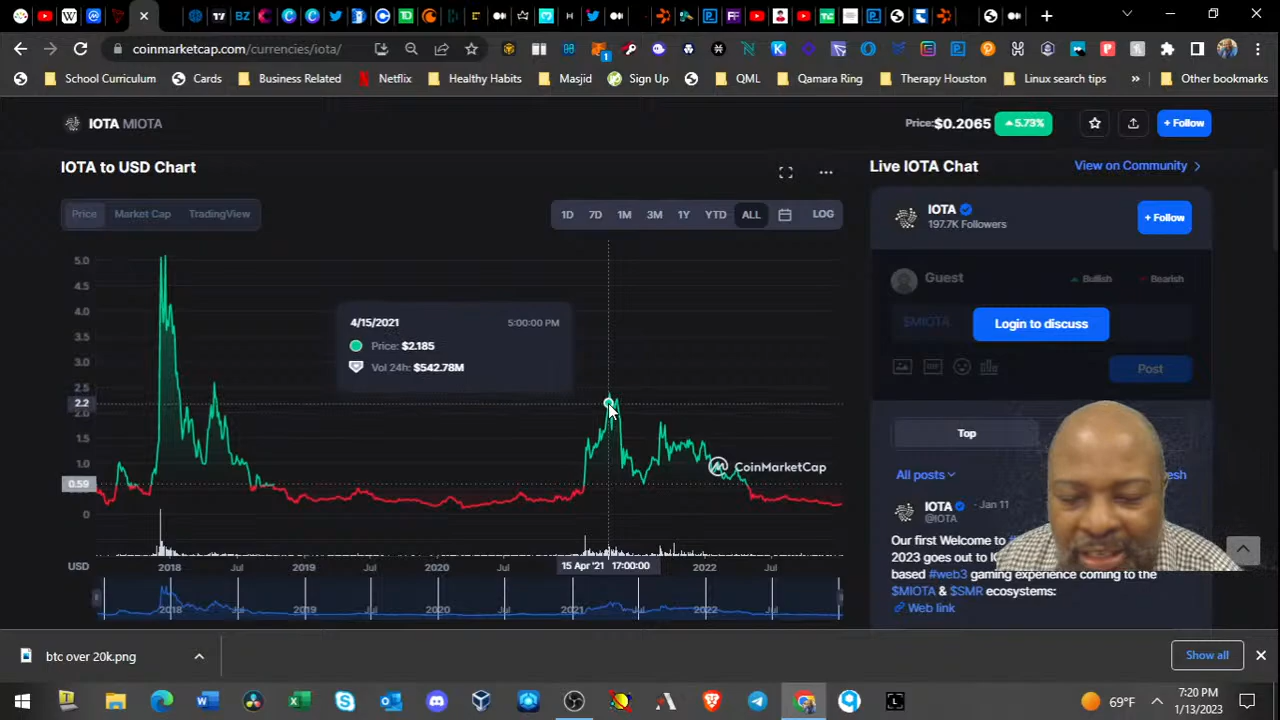 coinmarketcap.com/currencies/iota/
1
School Curriculum
Cards
Business Related
Netflix
Healthy Habits
Masjid
Sign Up
QML
Qamara Ring
Therapy Houston
Linux search tips
»
Other bookmarks
IOTA MIOTA
Price:$0.2065
5.73%
+ Follow
IOTA to USD Chart
Live IOTA Chat
View on Community
Price
Market Cap
TradingView
1D
7D
1M
3M
1Y
YTD
ALL
LOG
IOTA
197.7K Followers
+ Follow
5.0
4.5
4.0
3.5
3.0
2.5
2.2
2.0
1.5
1.0
0.59
0
4/15/2021
5:00:00 PM
Price: $2.185
Vol 24h: $542.78M
CoinMarketCap
Guest
Bullish
Bearish
$MIOTA
Login to discuss
GIF
Post
Top
All posts
esh
IOTA
· Jan 11
@IOTA
Our first Welcome to #
2023 goes out to IO
based #web3 gaming experience coming to the
$MIOTA & $SMR ecosystems:
Web link
USD
2018
Jul
2019
Jul
2020
Jul
15 Apr '21 17:00:00
2022
Jul
2018
2019
2020
2021
2022
btc over 20k.png
Show all
69°F
7:20 PM
1/13/2023